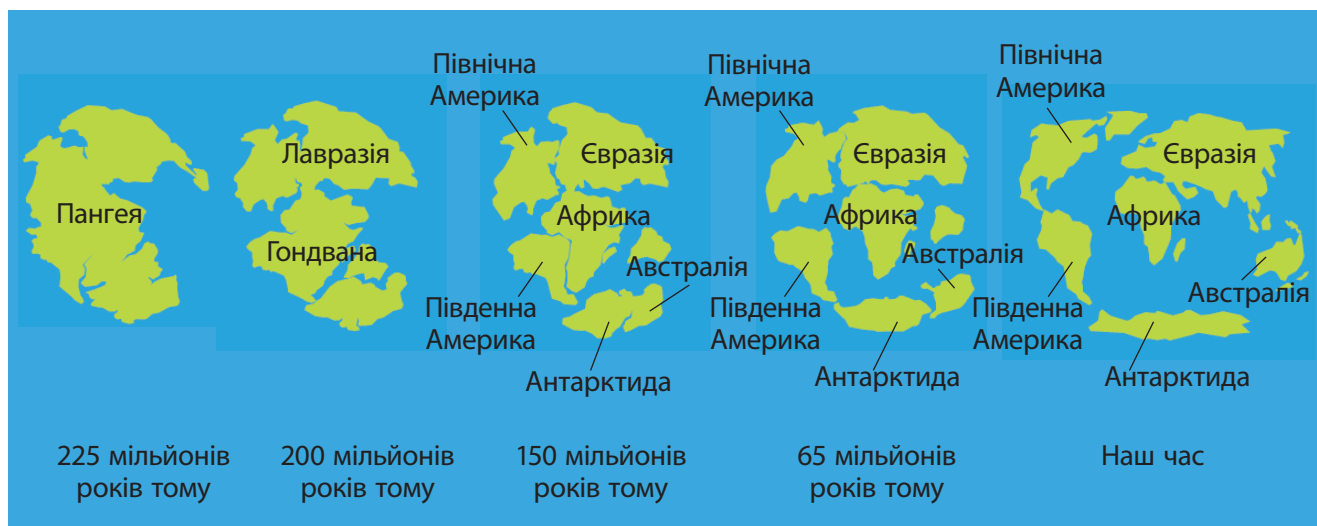 Пангея
225 мільйонів
років тому
Лавразія
Гондвана
200 мільйонів
років тому
Північна
Америка
Євразія
Африка
Австралія
Південна
Америка
Антарктида
150 мільйонів
років тому
Північна
Америка
Євразія
Африка
Австралія
Південна
Америка
Антарктида
65 мільйонів
років тому
Північна
Америка
Євразія
Африка
Австралія
Південна
Америка
Антарктида
Наш час